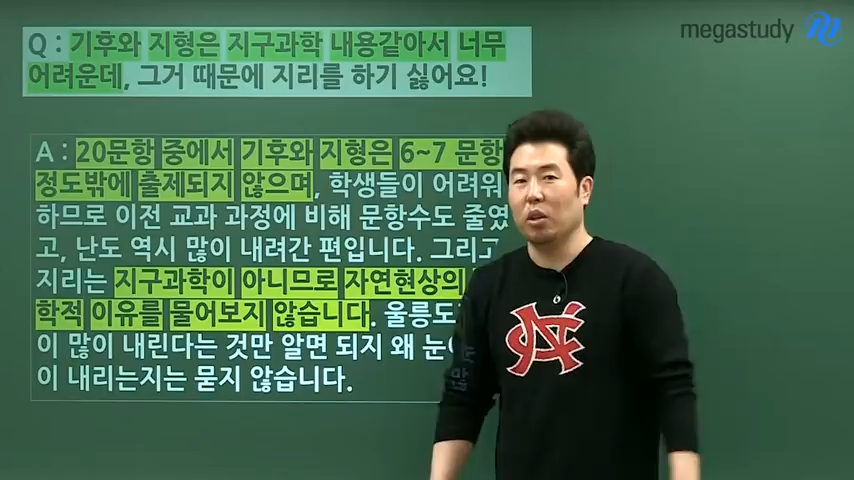 megastudy
Q : 기후와 지형은 지구과학 내용같아서 너무
어려운데, 그거 때문에 지리를 하기 싫어요!
A : 20문항 중에서 기후와 지형은 6~7 문항
정도밖에 출제되지 않으며, 학생들이 어려워
하므로 이전 교과 과정에 비해 문항수도 줄였
고, 난도 역시 많이 내려간 편입니다. 그리고
지리는 지구과학이 아니므로 자연현상의
학적 이유를 물어보지 않습니다. 울릉도
이 많이 내린다는 것만 알면 되지 왜
이 내리는지는 묻지 않습니다.